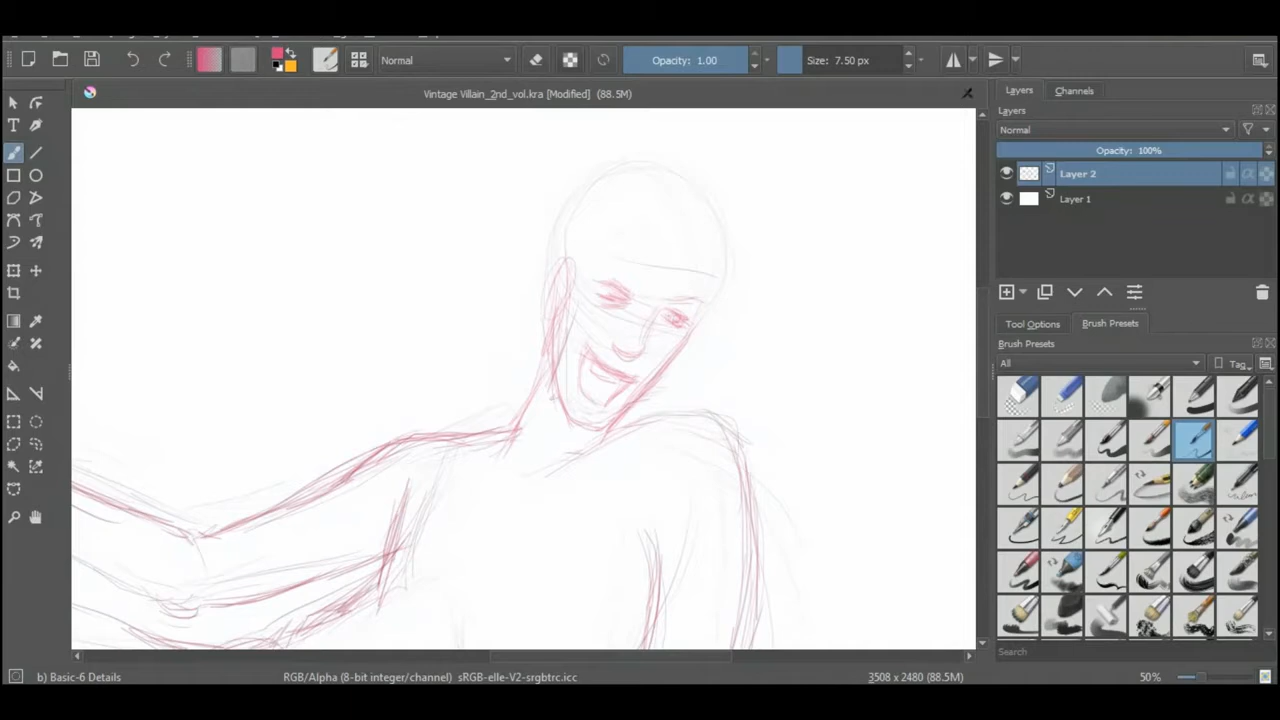 Normal
Opacity: 1.00
Size: 7.50 px
Vintage Villain_2nd_vol.kra [Modified] (88.5M)
Layers
Channels
Layers
Normal
Opacity: 100%
Layer 2
Layer 1
Tool Options
Brush Presets
Brush Presets
All
Tag
Search
b) Basic-6 Details
RGB/Alpha (8-bit integer/channel) sRGB-elle-V2-srgbtrc.icc
3508 x 2480 (88.5M)
50%